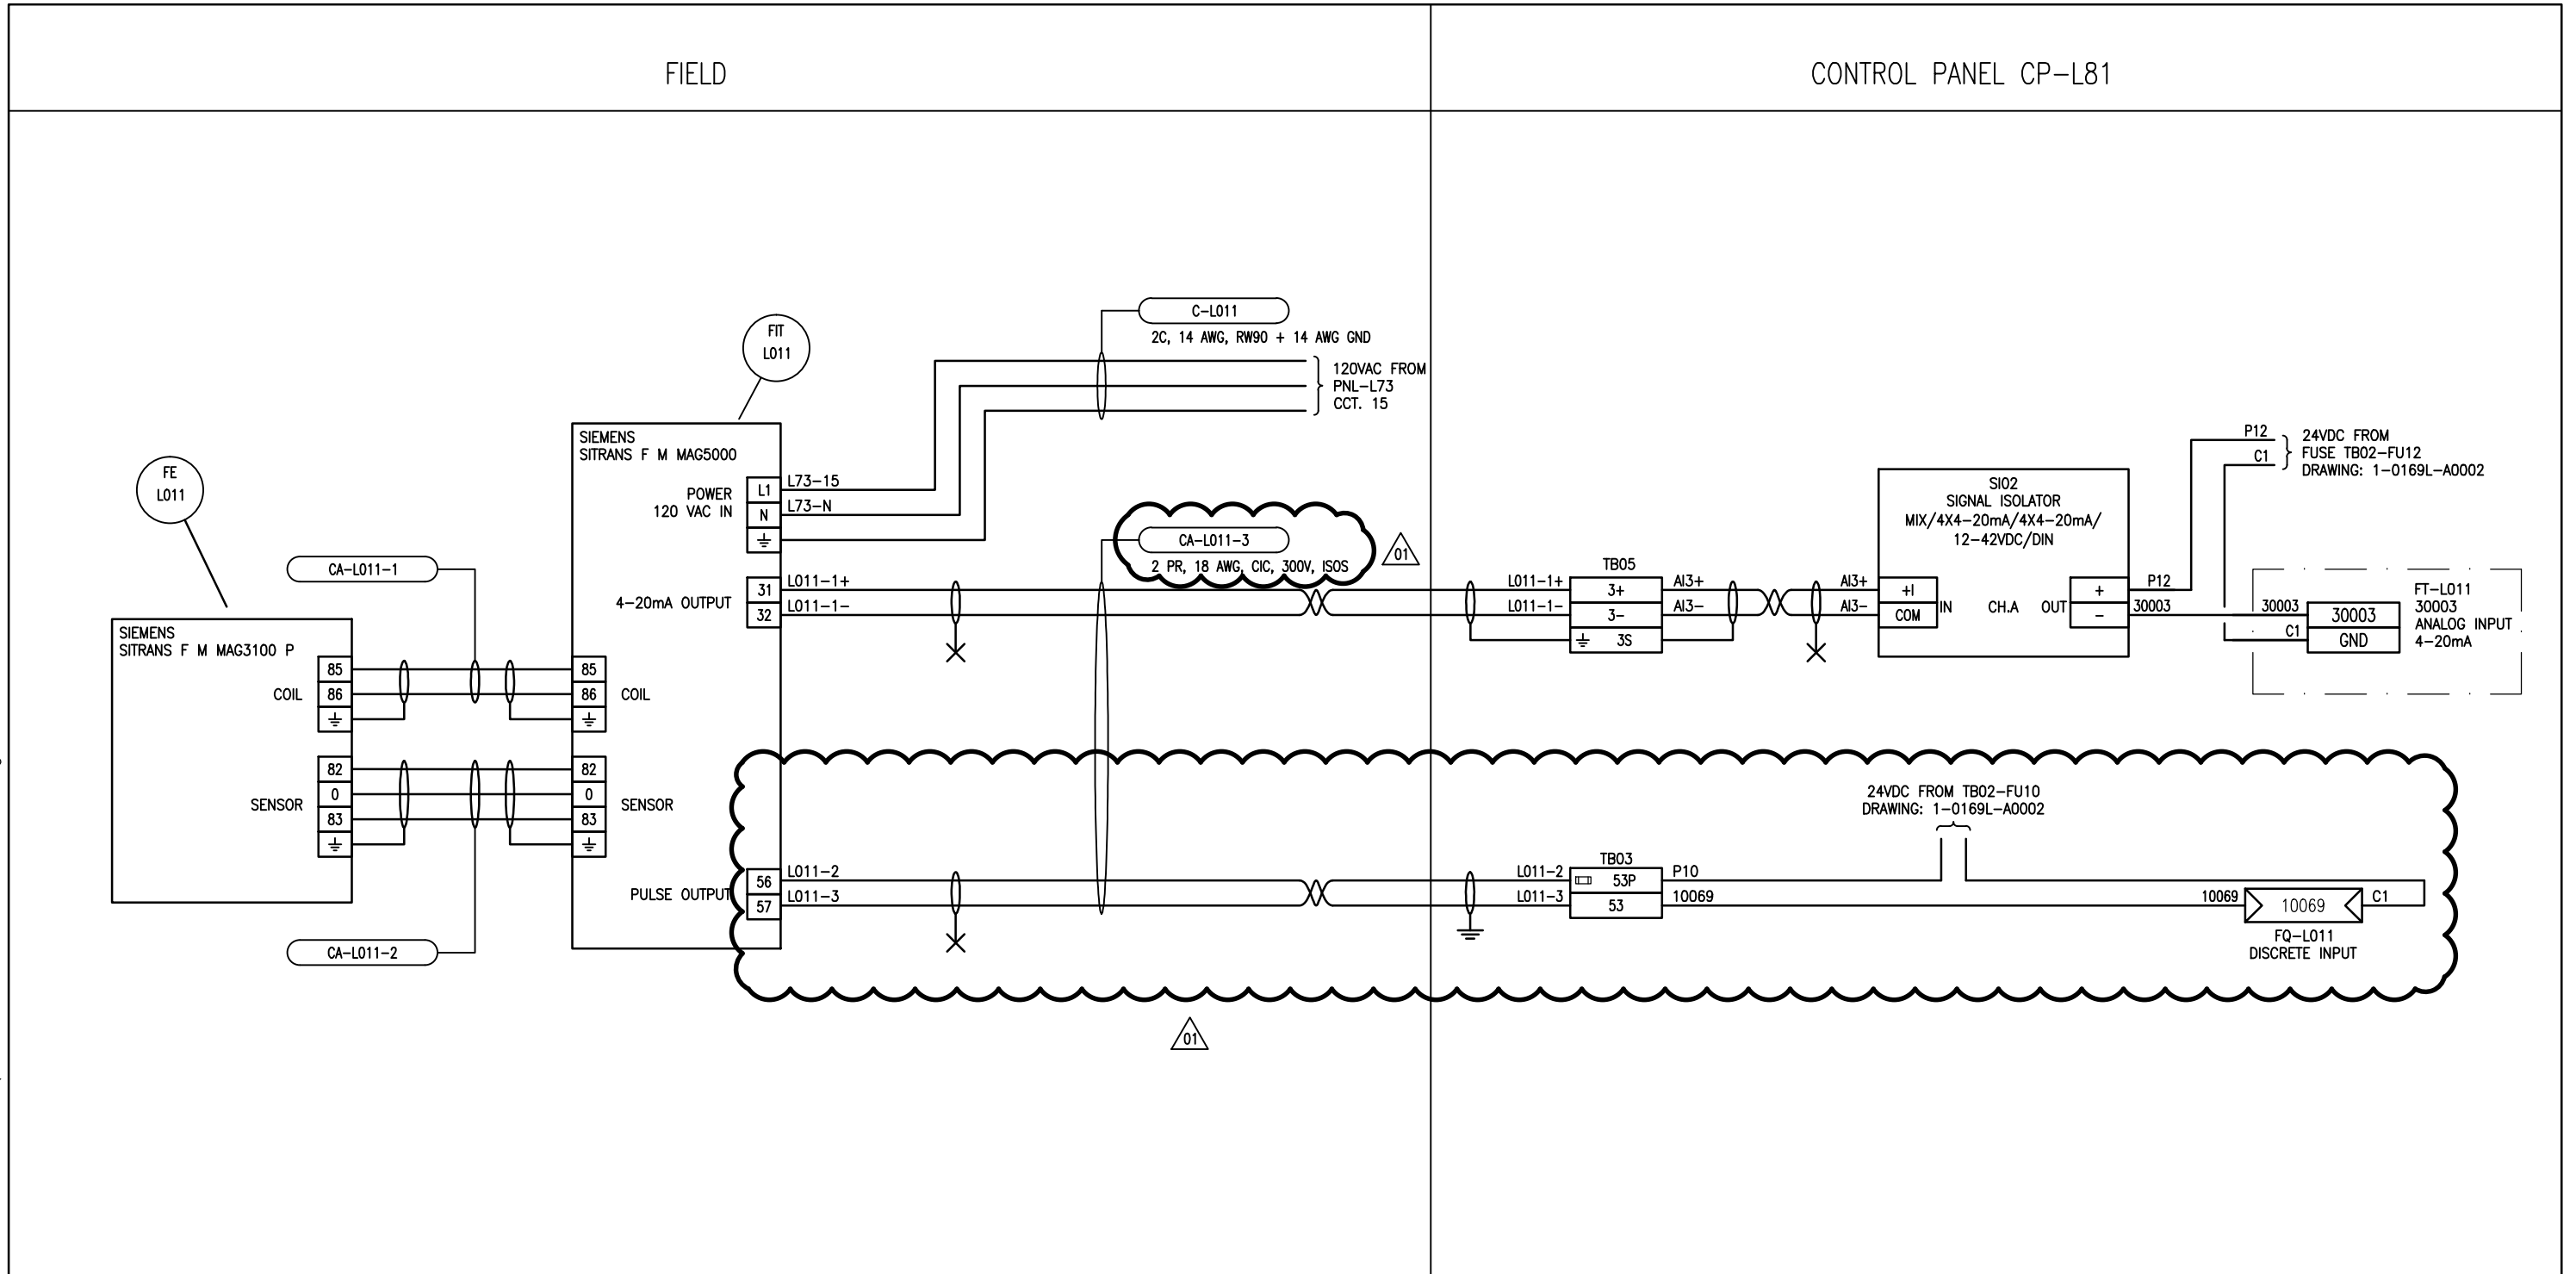 FIELD
CONTROL PANEL CP-L81
C-L011
2C, 14 AWG, RW90 + 14 AWG GND
120VAC FROM
PNL-L73
CCT. 15
FIT
L011
FE
L011
SIEMENS
SITRANS F M MAG5000
POWER
120 VAC IN
L1
N
L73-15
L73-N
CA-L011-3
2 PR, 18 AWG, CIC, 300V, ISOS
01
4-20mA OUTPUT
31
32
L011-1+
L011-1-
L011-1+
L011-1-
TB05
3+
3-
3S
AI3+
AI3-
AI3+
AI3-
SI02
SIGNAL ISOLATOR
MIX/4X4-20mA/4X4-20mA/
12-42VDC/DIN
+I
COM
IN
CH.A
OUT
+
-
P12
30003
P12
C1
24VDC FROM
FUSE TB02-FU12
DRAWING: 1-0169L-A0002
30003
C1
30003
GND
FT-L011
30003
ANALOG INPUT
4-20mA
CA-L011-1
SIEMENS
SITRANS F M MAG3100 P
COIL
85
86
85
86
COIL
SENSOR
82
0
83
82
0
83
SENSOR
CA-L011-2
PULSE OUTPUT
56
57
L011-2
L011-3
L011-2
L011-3
TB03
53P
53
P10
10069
24VDC FROM TB02-FU10
DRAWING: 1-0169L-A0002
10069
10069
C1
FQ-L011
DISCRETE INPUT
01